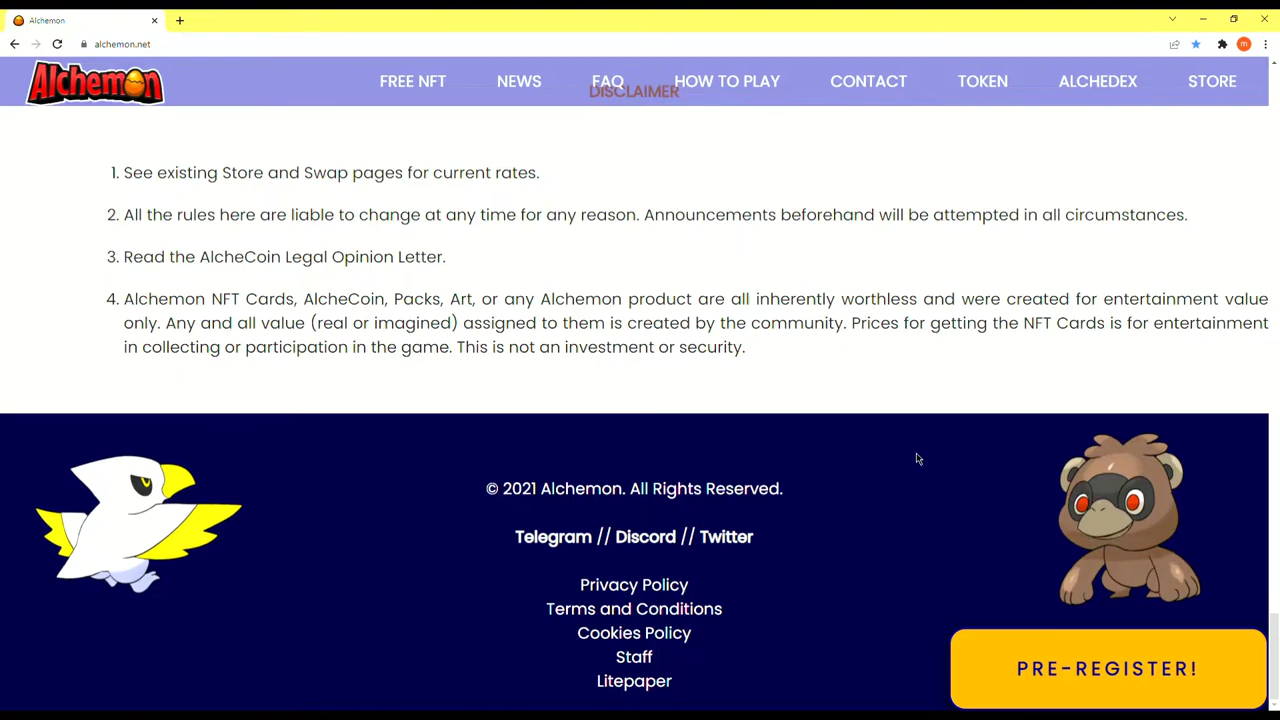 Alchemon
alchemon.net
m
Alchemon
FREE NFT NEWS FAQ HOW TO PLAY CONTACT TOKEN ALCHEDEX STORE
DISCLAIMER
1. See existing Store and Swap pages for current rates.
2. All the rules here are liable to change at any time for any reason. Announcements beforehand will be attempted in all circumstances.
3. Read the AlcheCoin Legal Opinion Letter.
4. Alchemon NFT Cards, AlcheCoin, Packs, Art, or any Alchemon product are all inherently worthless and were created for entertainment value
only. Any and all value (real or imagined) assigned to them is created by the community. Prices for getting the NFT Cards is for entertainment
in collecting or participation in the game. This is not an investment or security.
© 2021 Alchemon. All Rights Reserved.
Telegram // Discord // Twitter
Privacy Policy
Terms and Conditions
Cookies Policy
Staff
Litepaper
PRE-REGISTER!